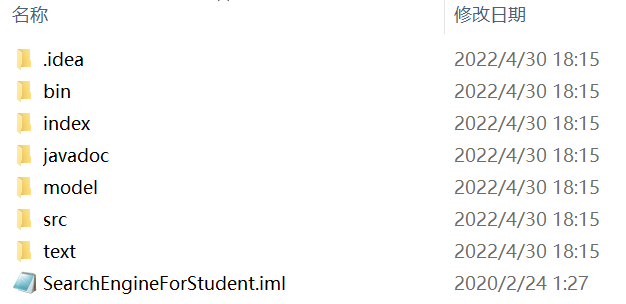 名称 修改日期
.idea 2022/4/30 18:15
bin 2022/4/30 18:15
index 2022/4/30 18:15
javadoc 2022/4/30 18:15
model 2022/4/30 18:15
src 2022/4/30 18:15
text 2022/4/30 18:15
SearchEngineForStudent.iml 2020/2/24 1:27